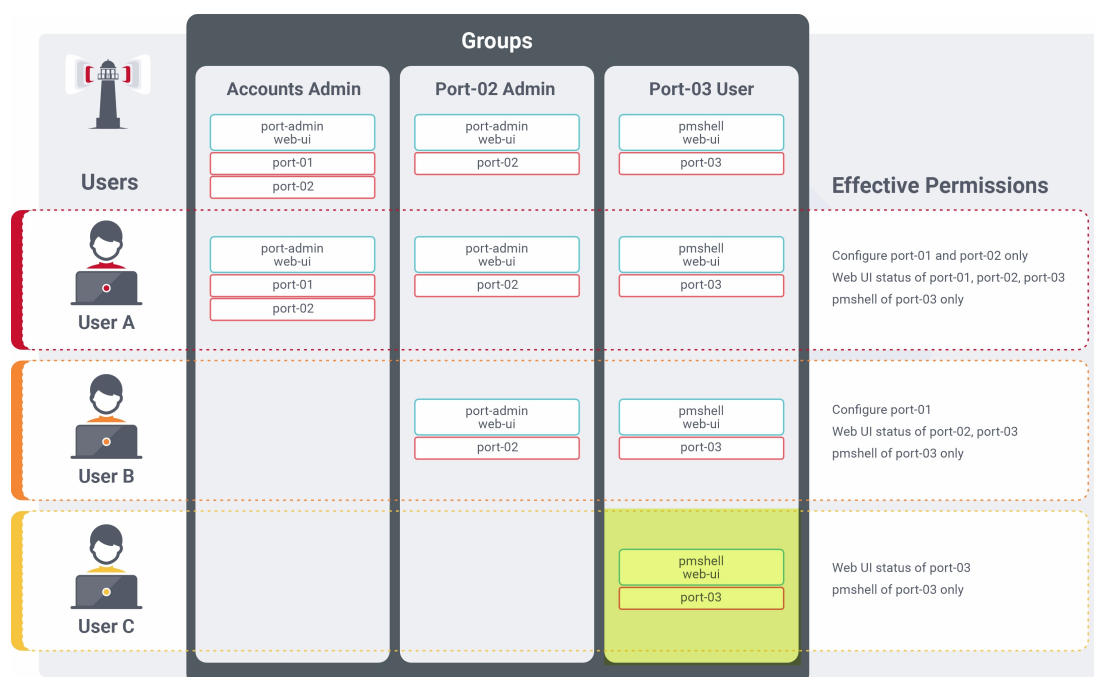 Groups
Accounts Admin
Port-02 Admin
Port-03 User
port-admin
web-ui
port-01
port-02
port-admin
web-ui
port-02
pmshell
web-ui
port-03
Users
Effective Permissions
User A
port-admin
web-ui
port-01
port-02
port-admin
web-ui
port-02
pmshell
web-ui
port-03
Configure port-01 and port-02 only
Web UI status of port-01, port-02, port-03
pmshell of port-03 only
User B
port-admin
web-ui
port-02
pmshell
web-ui
port-03
Configure port-01
Web UI status of port-02, port-03
pmshell of port-03 only
User C
pmshell
web-ui
port-03
Web UI status of port-03
pmshell of port-03 only